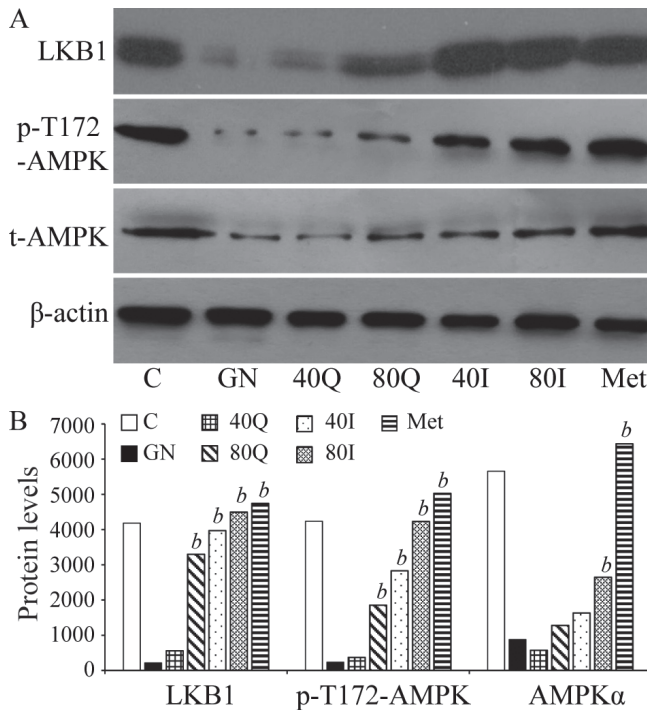 A
LKB1
p-T172
-AMPK
t-AMPK
β-actin
C GN 40Q 80Q 40I 80I Met
B
7000
6000
5000
4000
3000
2000
1000
0
Protein levels
C 40Q 40I Met
GN 80Q 80I
b b b b
b b b b
b b
LKB1 p-T172-AMPK AMPKα